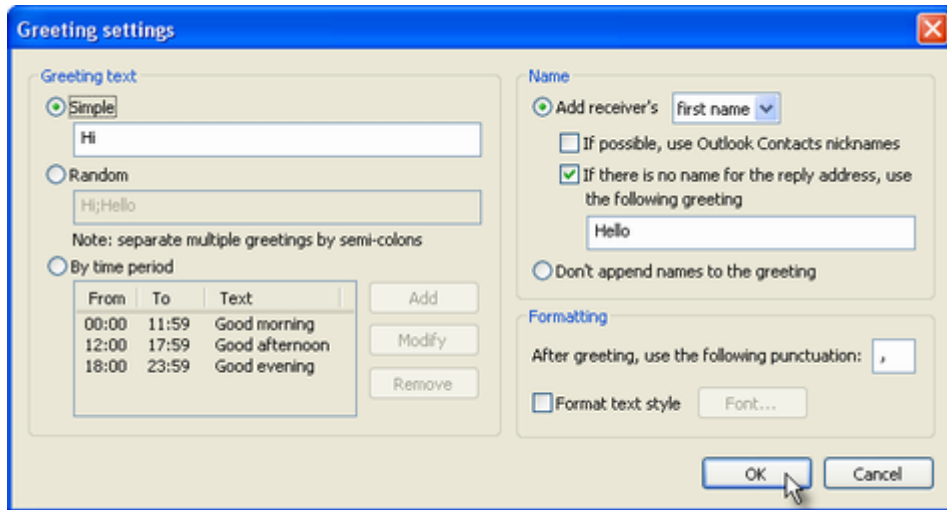 Greeting settings
Greeting text
Simple
Hi
Random
Hi;Hello
Note: separate multiple greetings by semi-colons
By time period
From To Text
00:00 11:59 Good morning
12:00 17:59 Good afternoon
18:00 23:59 Good evening
Add
Modify
Remove
Name
Add receiver's first name
If possible, use Outlook Contacts nicknames
If there is no name for the reply address, use
the following greeting
Hello
Don't append names to the greeting
Formatting
After greeting, use the following punctuation: ,
Format text style Font...
OK Cancel